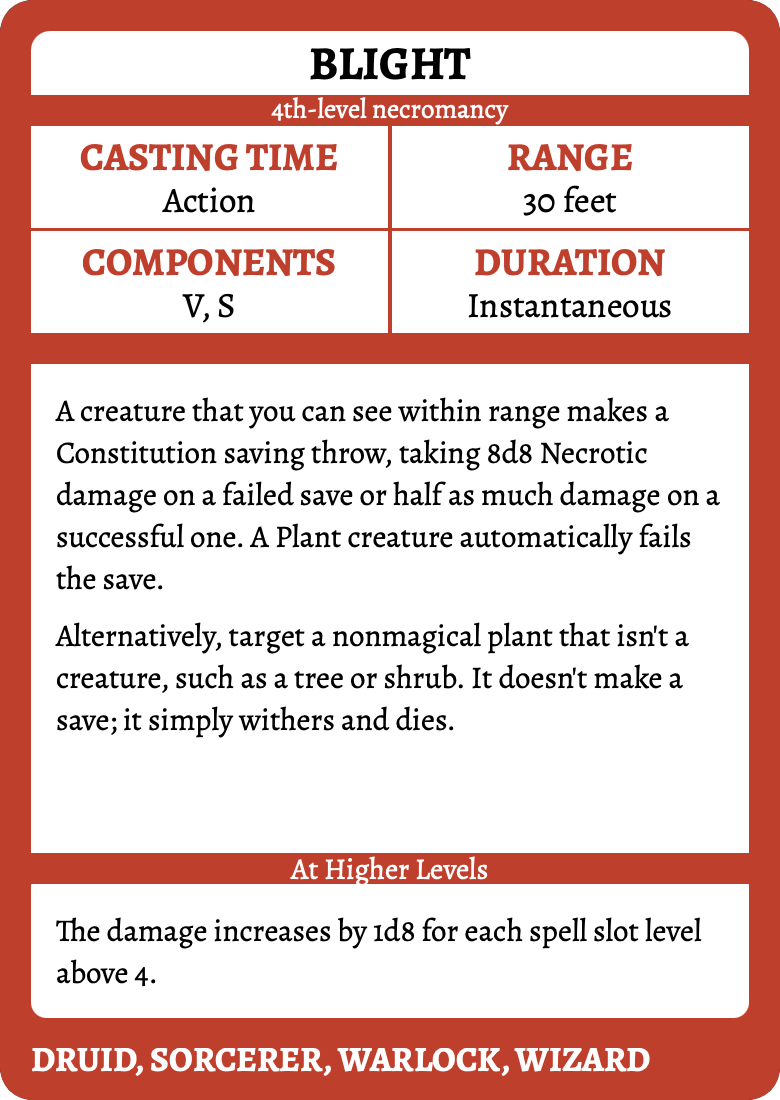 BLIGHT
4th-level necromancy
CASTING TIME
Action
RANGE
30 feet
COMPONENTS
V, S
DURATION
Instantaneous
A creature that you can see within range makes a
Constitution saving throw, taking 8d8 Necrotic
damage on a failed save or half as much damage on a
successful one. A Plant creature automatically fails
the save.
Alternatively, target a nonmagical plant that isn't a
creature, such as a tree or shrub. It doesn't make a
save; it simply withers and dies.
At Higher Levels
The damage increases by 1d8 for each spell slot level
above 4.
DRUID, SORCERER, WARLOCK, WIZARD